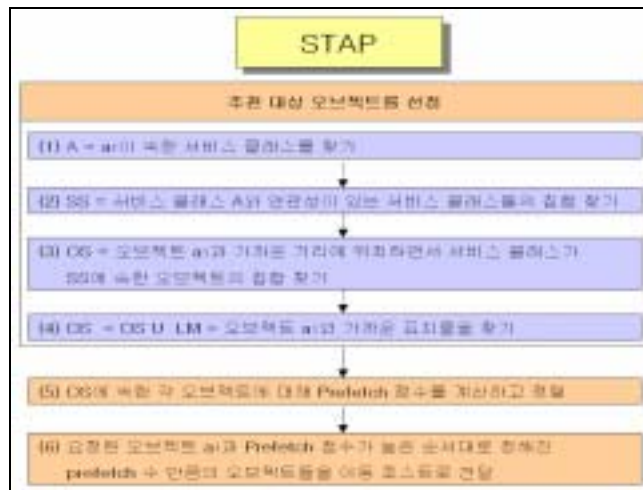 STAP
추천 대상 오브젝트를 선정
(1) A = ai이 속한 서비스 클래스를 찾기
(2) SS = 서비스 클래스 A와 연관성이 있는 서비스 클래스들의 집합 찾기
(3) OS = 오브젝트 ai과 가까운 거리에 위치하면서 서비스 클래스가
SS에 속한 오브젝트의 집합 찾기
(4) OS = OS U LM = 오브젝트 ai와 가까운 표지물을 찾기
(5) OS에 속한 각 오브젝트에 대해 Prefetch 점수를 계산하고 정렬
(6) 요청된 오브젝트 ai과 Prefetch 점수가 높은 순서대로 정해진
prefetch 수 만큼의 오브젝트들을 이동 호스트로 전달